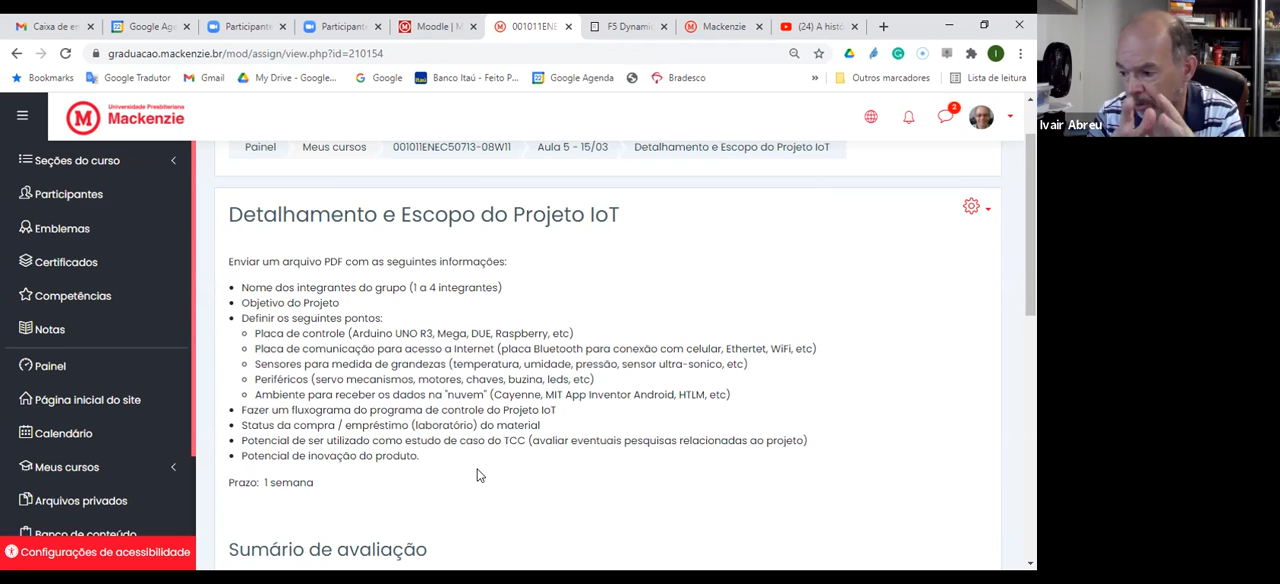 Caixa de en
Google Age
Participante
Participante
Moodle | M
001011ENE
F5 Dynamic
Mackenzie
(24) A histó
graduacao.mackenzie.br/mod/assign/view.php?id=210154
Bookmarks
Google Tradutor
Gmail
My Drive - Google...
Google
Banco Itaú - Feito P...
Google Agenda
Bradesco
»
Outros marcadores
Lista de leitura
Universidade Presbiteriana
Mackenzie
2
Ivair Abreu
Seções do curso
Participantes
Emblemas
Certificados
Competências
Notas
Painel
Página inicial do site
Calendário
Meus cursos
Arquivos privados
Banco de conteúdo
Configurações de acessibilidade
Painel
Meus cursos
001011ENEC50713-08W11
Aula 5 - 15/03
Detalhamento e Escopo do Projeto IoT
Detalhamento e Escopo do Projeto IoT
Enviar um arquivo PDF com as seguintes informações:
• Nome dos integrantes do grupo (1 a 4 integrantes)
• Objetivo do Projeto
• Definir os seguintes pontos:
o Placa de controle (Arduino UNO R3, Mega, DUE, Raspberry, etc)
o Placa de comunicação para acesso a Internet (placa Bluetooth para conexão com celular, Ethertet, WiFi, etc)
o Sensores para medida de grandezas (temperatura, umidade, pressão, sensor ultra-sonico, etc)
o Periféricos (servo mecanismos, motores, chaves, buzina, leds, etc)
o Ambiente para receber os dados na "nuvem" (Cayenne, MIT App Inventor Android, HTLM, etc)
• Fazer um fluxograma do programa de controle do Projeto IoT
• Status da compra / empréstimo (laboratório) do material
• Potencial de ser utilizado como estudo de caso do TCC (avaliar eventuais pesquisas relacionadas ao projeto)
• Potencial de inovação do produto.
Prazo: 1 semana
Sumário de avaliação